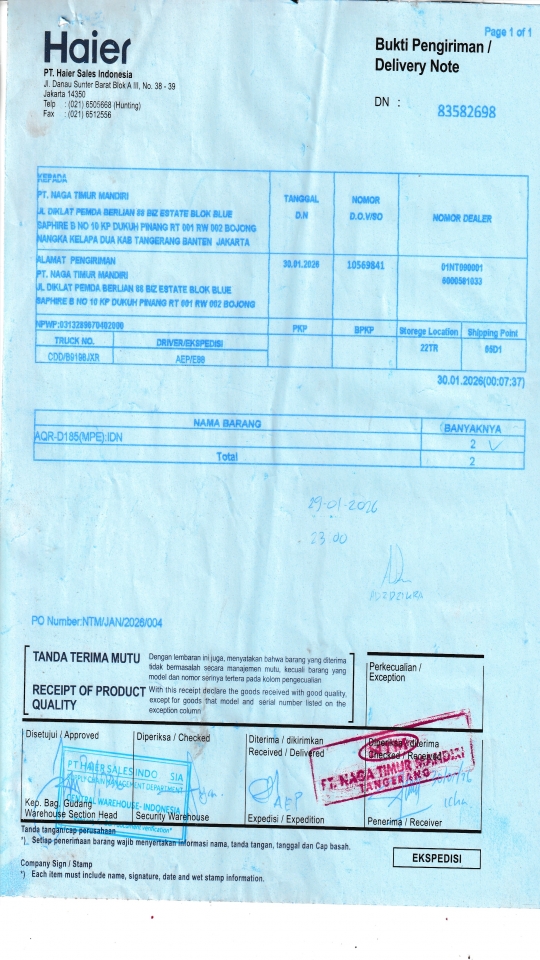 Page 1 of 1
Haier
PT. Haier Sales Indonesia
Jl. Danau Sunter Barat Blok A III, No. 38 - 39
Jakarta 14350
Telp : (021) 6505668 (Hunting)
Fax : (021) 6512556
Bukti Pengiriman /
Delivery Note
DN : 83582698
KEPADA
PT. NAGA TIMUR MANDIRI
JL DIKLAT PEMDA BERLIAN 88 BIZ ESTATE BLOK BLUE
SAPHIRE B NO 10 KP DUKUH PINANG RT 001 RW 002 BOJONG
NANGKA KELAPA DUA KAB TANGERANG BANTEN JAKARTA
TANGGAL
D.N
NOMOR
D.O.V/SO
NOMOR DEALER
ALAMAT PENGIRIMAN
PT. NAGA TIMUR MANDIRI
JL DIKLAT PEMDA BERLIAN 88 BIZ ESTATE BLOK BLUE
SAPHIRE B NO 10 KP DUKUH PINANG RT 001 RW 002 BOJONG
30.01.2026
10569841
01NT090001
6000581033
PKP
BPKP
Storege Location
Shipping Point
TRUCK NO.
DRIVER/EKSPEDISI
22TR
85D1
CDD/B9198JXR
AEP/E88
30.01.2026(00:07:37)
NAMA BARANG
BANYAKNYA
AQR-D185(MPE):IDN
2
Total
2
29-01-2026
23.00
PO Number:NTM/JAN/2026/004
TANDA TERIMA MUTU
Dengan lembaran ini juga, menyatakan bahwa barang yang diterima
tidak bermasalah secara manajemen mutu, kecuali barang yang
model dan nomor serinya tertera pada kolom pengecualian
RECEIPT OF PRODUCT
QUALITY
With this receipt declare the goods received with good quality,
except for goods that model and serial number listed on the
exception column
Perkecualian /
Exception
Disetujui / Approved
Diperiksa / Checked
Diterima / dikirimkan
Received / Delivered
Diperiksa / diterima
Checked / Received
PT HAIER SALES INDO SIA
SUPPLY CHAIN MANAGEMENT DEPARTMENT
CENTRAL WAREHOUSE- INDONESIA
NTM
PT. NAGA TIMUR MANDIRI
TANGERANG
AEP
Icha
Kep. Bag. Gudang
Warehouse Section Head
Security Warehouse
Expedisi / Expedition
Penerima / Receiver
Tanda tangan/cap perusahaan
*). Setiap penerimaan barang wajib menyertakan informasi nama, tanda tangan, tanggal dan Cap basah.
Company Sign / Stamp
*) Each item must include name, signature, date and wet stamp information.
EKSPEDISI